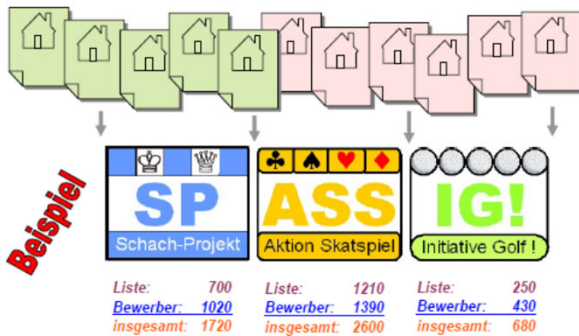 Beispiel
SP
Schach-Projekt
Liste: 700
Bewerber: 1020
insgesamt: 1720
ASS
Aktion Skatspiel
Liste: 1210
Bewerber: 1390
insgesamt: 2600
IG!
Initiative Golf !
Liste: 250
Bewerber: 430
insgesamt: 680